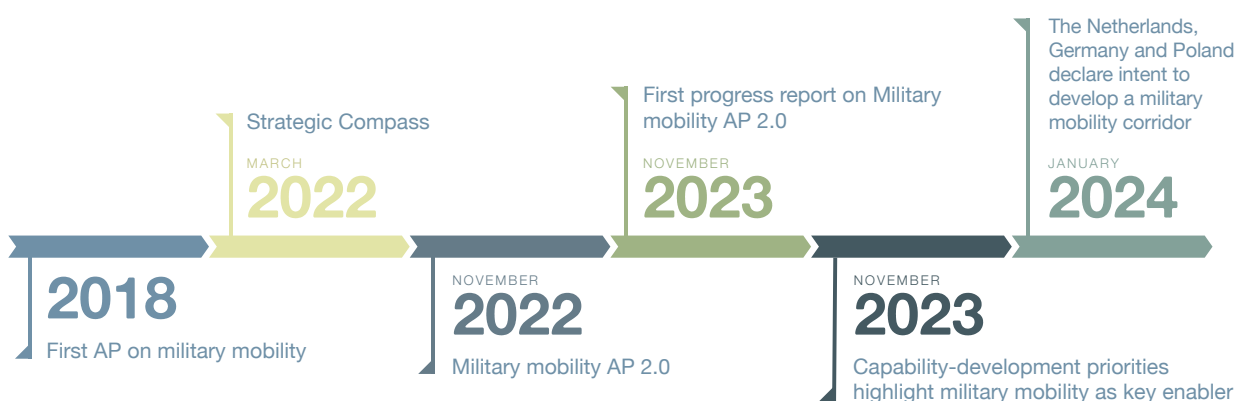 2018
First AP on military mobility
Strategic Compass
MARCH
2022
NOVEMBER
2022
Military mobility AP 2.0
First progress report on Military
mobility AP 2.0
NOVEMBER
2023
NOVEMBER
2023
Capability-development priorities
highlight military mobility as key enabler
The Netherlands,
Germany and Poland
declare intent to
develop a military
mobility corridor
JANUARY
2024